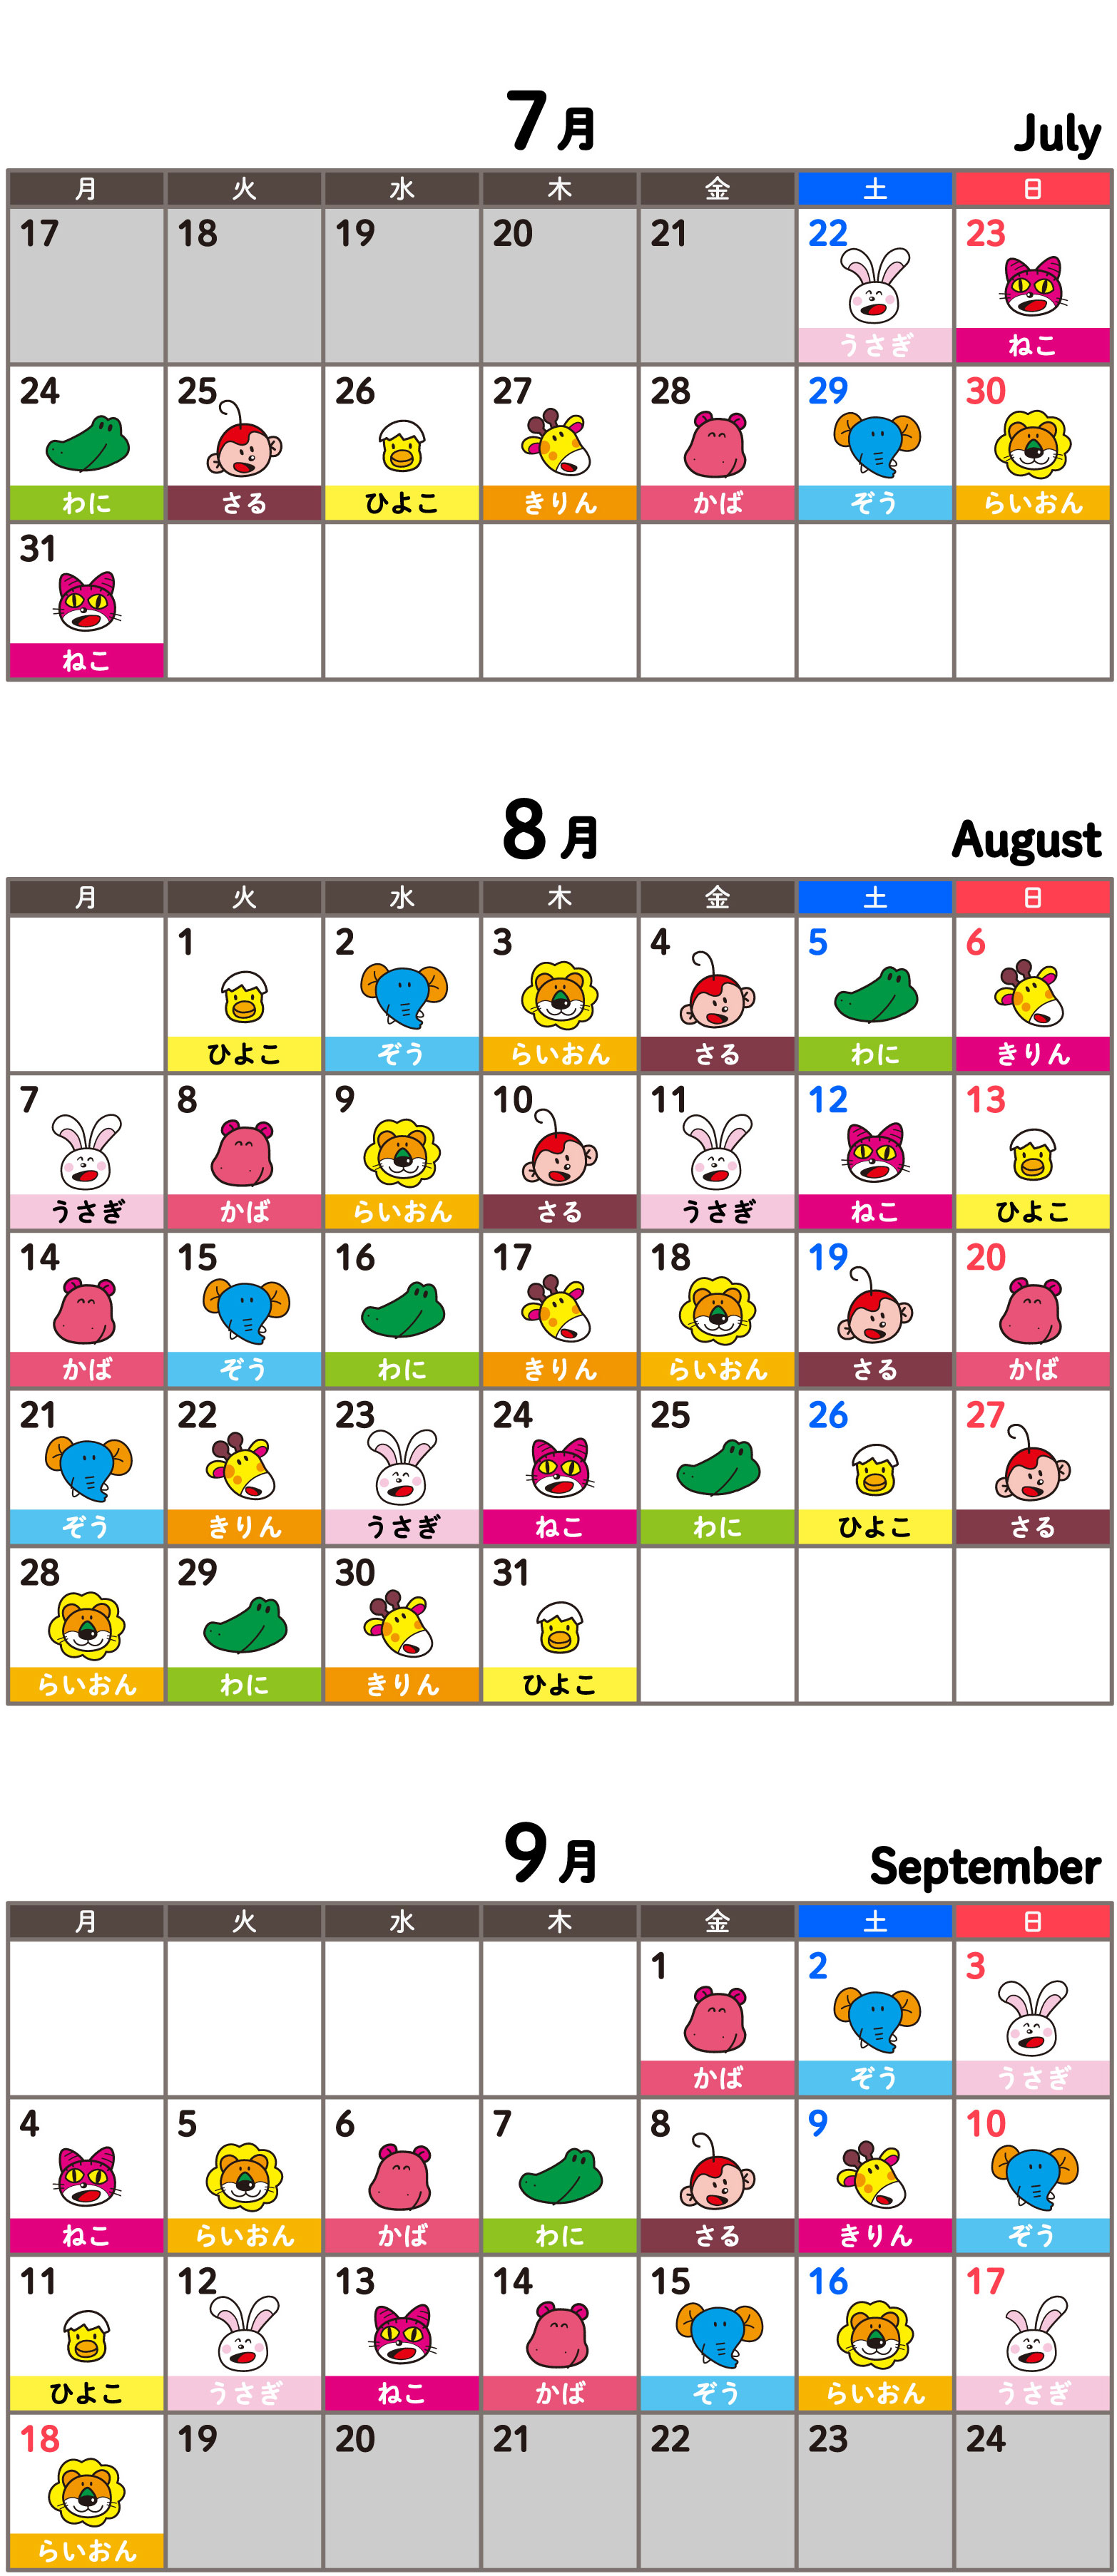 7月 July
月 火 水 木 金 土 日
17 18 19 20 21 22 23
うさぎ ねこ
24 25 26 27 28 29 30
わに さる ひよこ きりん かば ぞう らいおん
31
ねこ
8月 August
月 火 水 木 金 土 日
1 2 3 4 5 6
ひよこ ぞう らいおん さる わに きりん
7 8 9 10 11 12 13
うさぎ かば らいおん さる うさぎ ねこ ひよこ
14 15 16 17 18 19 20
かば ぞう わに きりん らいおん さる かば
21 22 23 24 25 26 27
ぞう きりん うさぎ ねこ わに ひよこ さる
28 29 30 31
らいおん わに きりん ひよこ
9月 September
月 火 水 木 金 土 日
1 2 3
かば ぞう うさぎ
4 5 6 7 8 9 10
ねこ らいおん かば わに さる きりん ぞう
11 12 13 14 15 16 17
ひよこ うさぎ ねこ かば ぞう らいおん うさぎ
18 19 20 21 22 23 24
らいおん